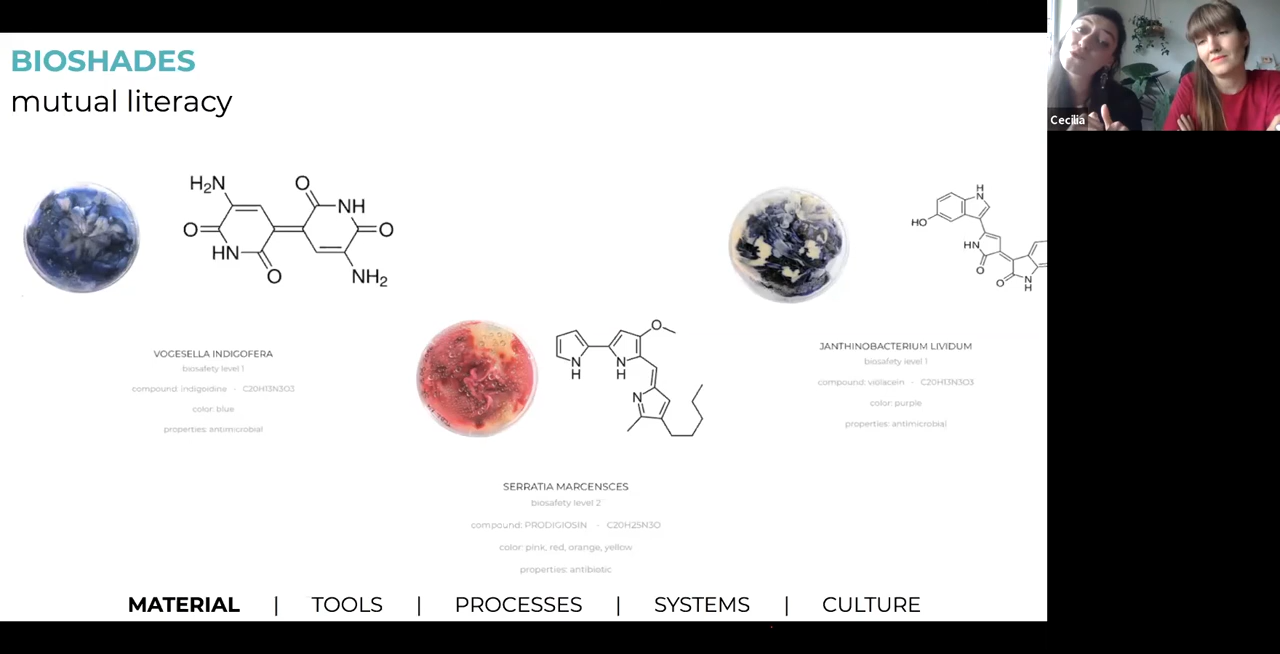 BIOSHADES
mutual literacy
Cecilia
H₂N
O
NH
O
O
HN
O
NH₂
VOGESELLA INDIGOFERA
biosafety level 1
compound: indigoidine - C20H13N3O3
color: blue
properties: antimicrobial
O
N
H
N
H
N
SERRATIA MARCENSCES
biosafety level 2
compound: PRODIGIOSIN - C20H25N3O
color: pink, red, orange, yellow
properties: antibiotic
H
N
HO
HN
O
O
N
H
JANTHINOBACTERIUM LIVIDUM
biosafety level 1
compound: violacein - C20H13N3O3
color: purple
properties: antimicrobial
MATERIAL | TOOLS | PROCESSES | SYSTEMS | CULTURE